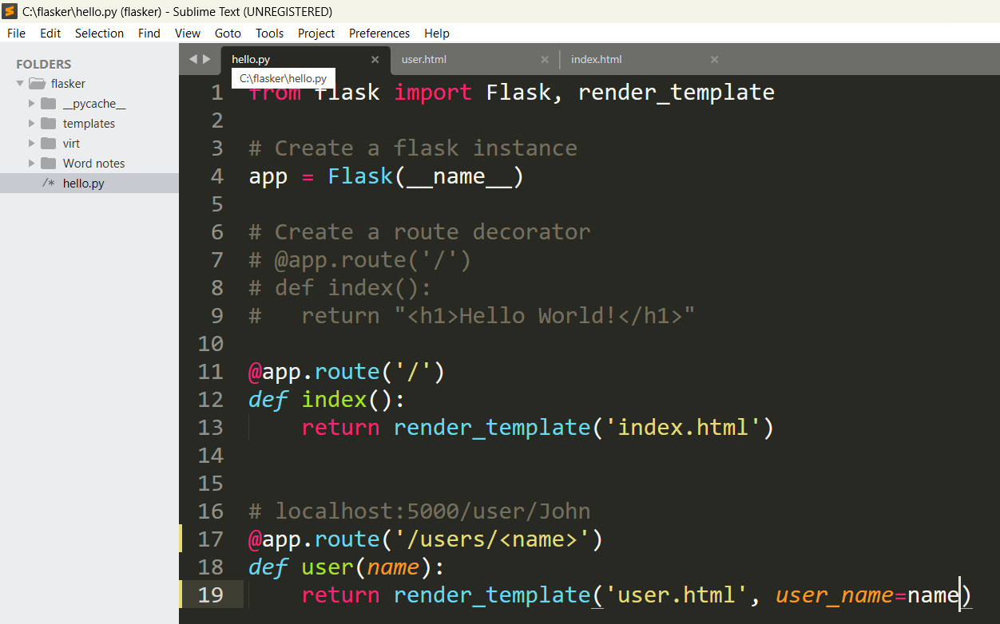 C:\flasker\hello.py (flasker) - Sublime Text (UNREGISTERED)
File Edit Selection Find View Goto Tools Project Preferences Help
FOLDERS
flasker
__pycache__
templates
virt
Word notes
/* hello.py
hello.py user.html index.html
C:\flasker\hello.py
1 from flask import Flask, render_template
2
3 # Create a flask instance
4 app = Flask(__name__)
5
6 # Create a route decorator
7 # @app.route('/')
8 # def index():
9 #   return "<h1>Hello World!</h1>"
10
11 @app.route('/')
12 def index():
13     return render_template('index.html')
14
15
16 # localhost:5000/user/John
17 @app.route('/users/<name>')
18 def user(name):
19     return render_template('user.html', user_name=name)